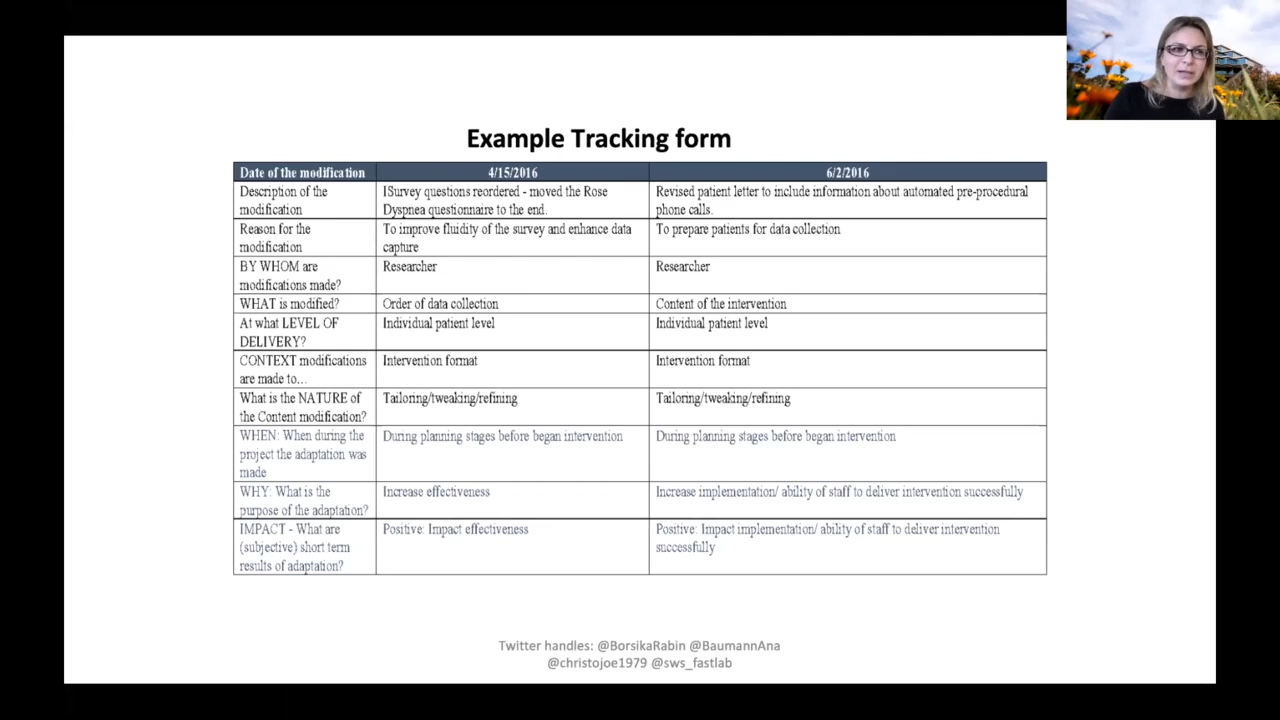 Example Tracking form
Date of the modification 4/15/2016 6/2/2016
Description of the modification
ISurvey questions reordered - moved the Rose Dyspnea questionnaire to the end.
Revised patient letter to include information about automated pre-procedural phone calls.
Reason for the modification
To improve fluidity of the survey and enhance data capture
To prepare patients for data collection
BY WHOM are modifications made?
Researcher
Researcher
WHAT is modified?
Order of data collection
Content of the intervention
At what LEVEL OF DELIVERY?
Individual patient level
Individual patient level
CONTEXT modifications are made to...
Intervention format
Intervention format
What is the NATURE of the Content modification?
Tailoring/tweaking/refining
Tailoring/tweaking/refining
WHEN: When during the project the adaptation was made
During planning stages before began intervention
During planning stages before began intervention
WHY: What is the purpose of the adaptation?
Increase effectiveness
Increase implementation/ ability of staff to deliver intervention successfully
IMPACT - What are (subjective) short term results of adaptation?
Positive: Impact effectiveness
Positive: Impact implementation/ ability of staff to deliver intervention successfully
Twitter handles: @BorsikaRabin @BaumannAna
@christojoe1979 @sws_fastlab